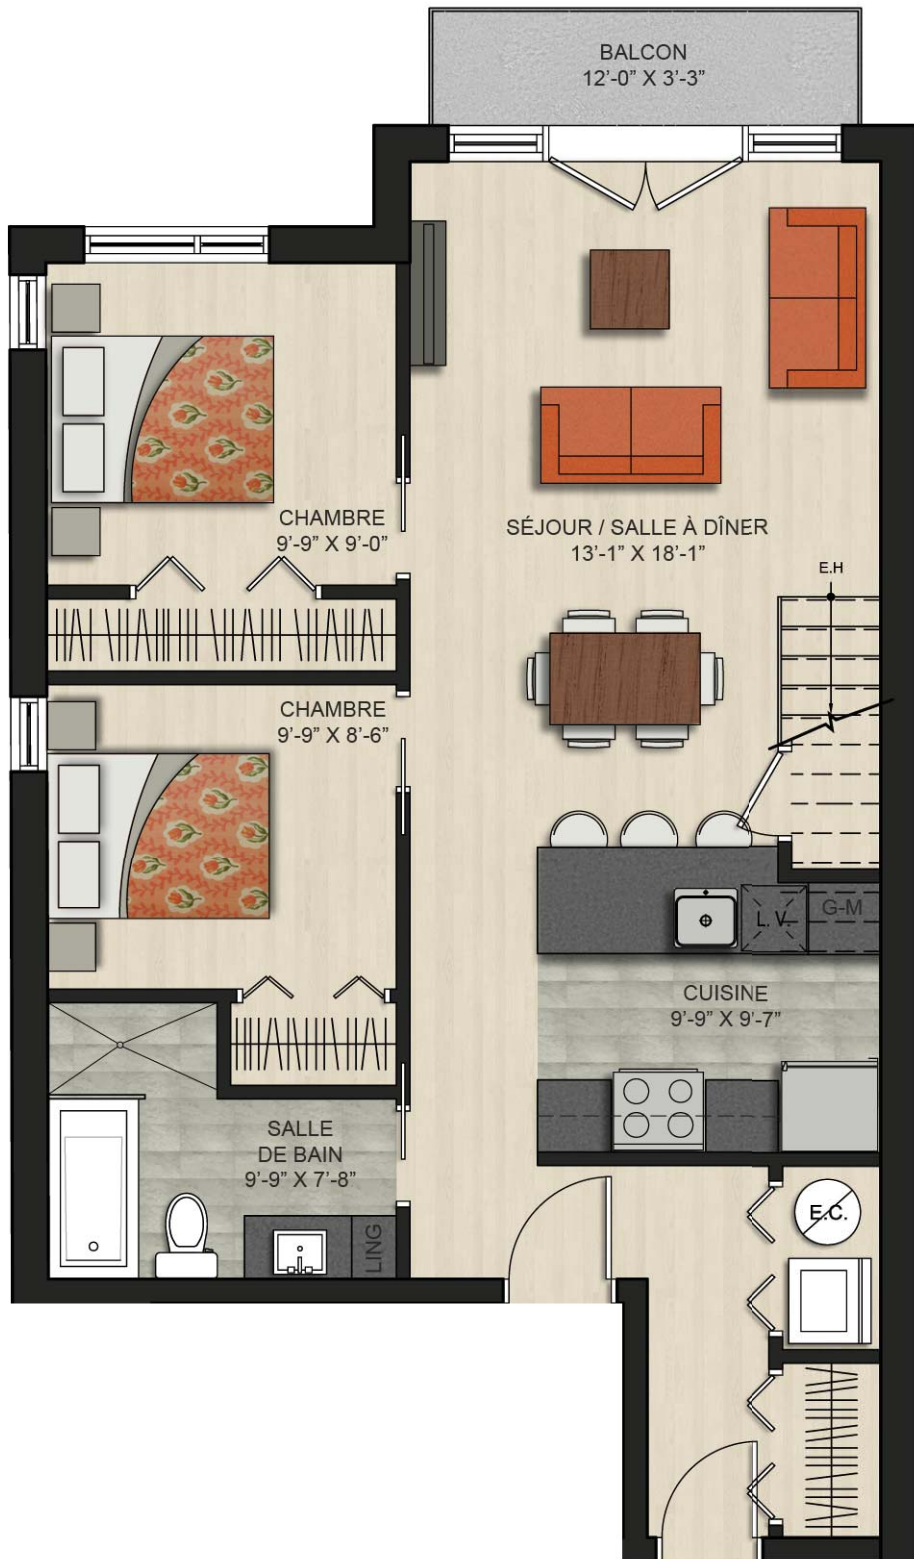 BALCON
12'-0” X 3'-3”
CHAMBRE
9'-9” X 9'-0”
SÉJOUR / SALLE À DÎNER
13'-1” X 18'-1”
E.H
CHAMBRE
9'-9” X 8'-6”
L.V.
G-M
CUISINE
9'-9” X 9'-7”
SALLE
DE BAIN
9'-9” X 7'-8”
LING
E.C.